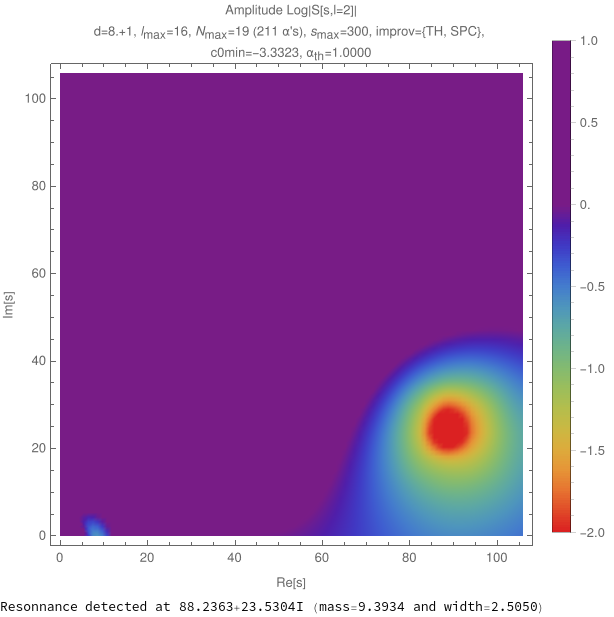 Amplitude Log|S[s,l=2]|
d=8.+1, lmax=16, Nmax=19 (211 α's), smax=300, improv={TH, SPC},
c0min=-3.3323, αth=1.0000
1.0
0.5
0.
-0.5
-1.0
-1.5
-2.0
100
80
60
40
20
0
Im[s]
0 20 40 60 80 100
Re[s]
Resonnance detected at 88.2363+23.5304I (mass=9.3934 and width=2.5050)